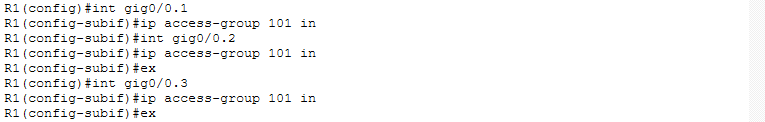 R1(config)#int gig0/0.1
R1(config-subif)#ip access-group 101 in
R1(config-subif)#int gig0/0.2
R1(config-subif)#ip access-group 101 in
R1(config-subif)#ex
R1(config)#int gig0/0.3
R1(config-subif)#ip access-group 101 in
R1(config-subif)#ex